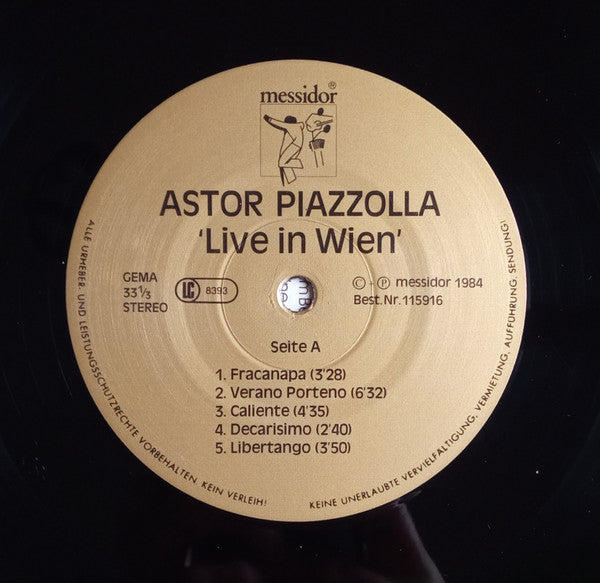 messidor®
ASTOR PIAZZOLLA
'Live in Wien'
GEMA
33 1/3
STEREO
LC 8393
© - ℗ messidor 1984
Best. Nr. 115916
Seite A
1. Fracanapa (3'28)
2. Verano Porteno (6'32)
3. Caliente (4'35)
4. Decarisimo (2'40)
5. Libertango (3'50)
ALLE URHEBER- UND LEISTUNGSSCHUTZRECHTE VORBEHALTEN. KEIN VERLEIH! KEINE UNERLAUBTE VERVIELFÄLTIGUNG, VERMIETUNG, AUFFÜHRUNG, SENDUNG!